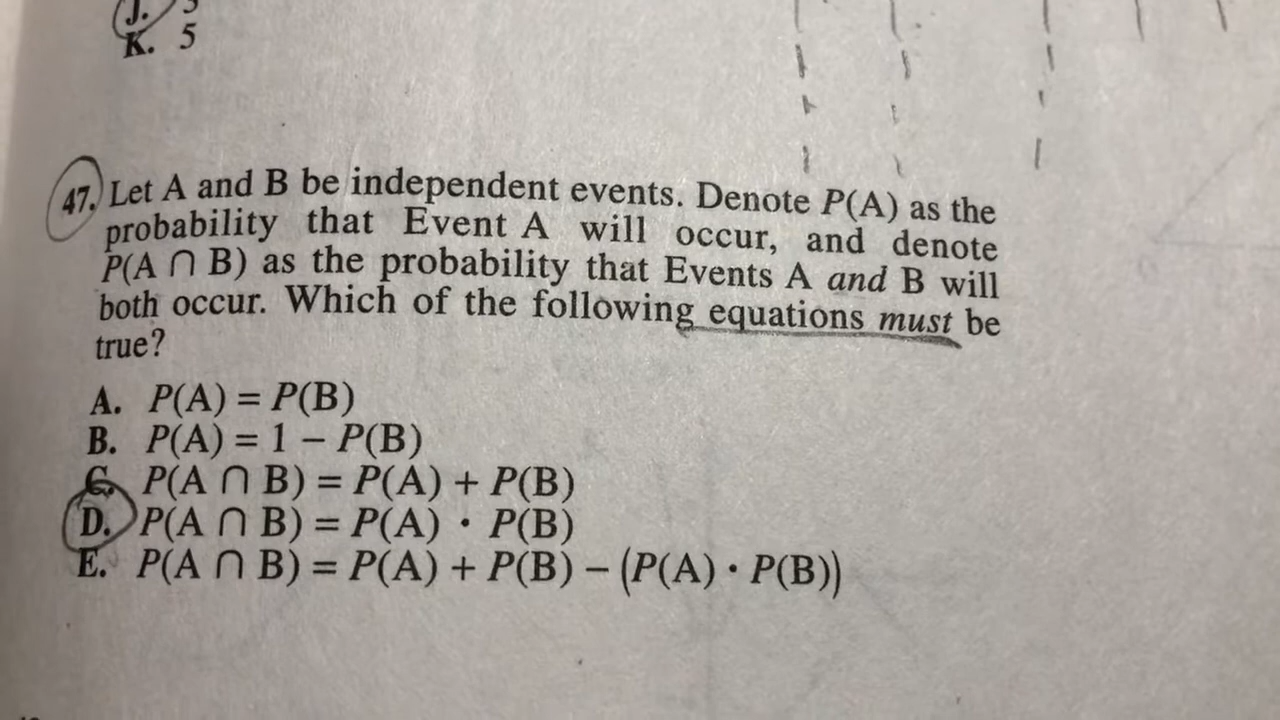 J. 3
K. 5
47. Let A and B be independent events. Denote P(A) as the
probability that Event A will occur, and denote
P(A ∩ B) as the probability that Events A and B will
both occur. Which of the following equations must be
true?
A. P(A) = P(B)
B. P(A) = 1 – P(B)
C. P(A ∩ B) = P(A) + P(B)
D. P(A ∩ B) = P(A) · P(B)
E. P(A ∩ B) = P(A) + P(B) – (P(A) · P(B))